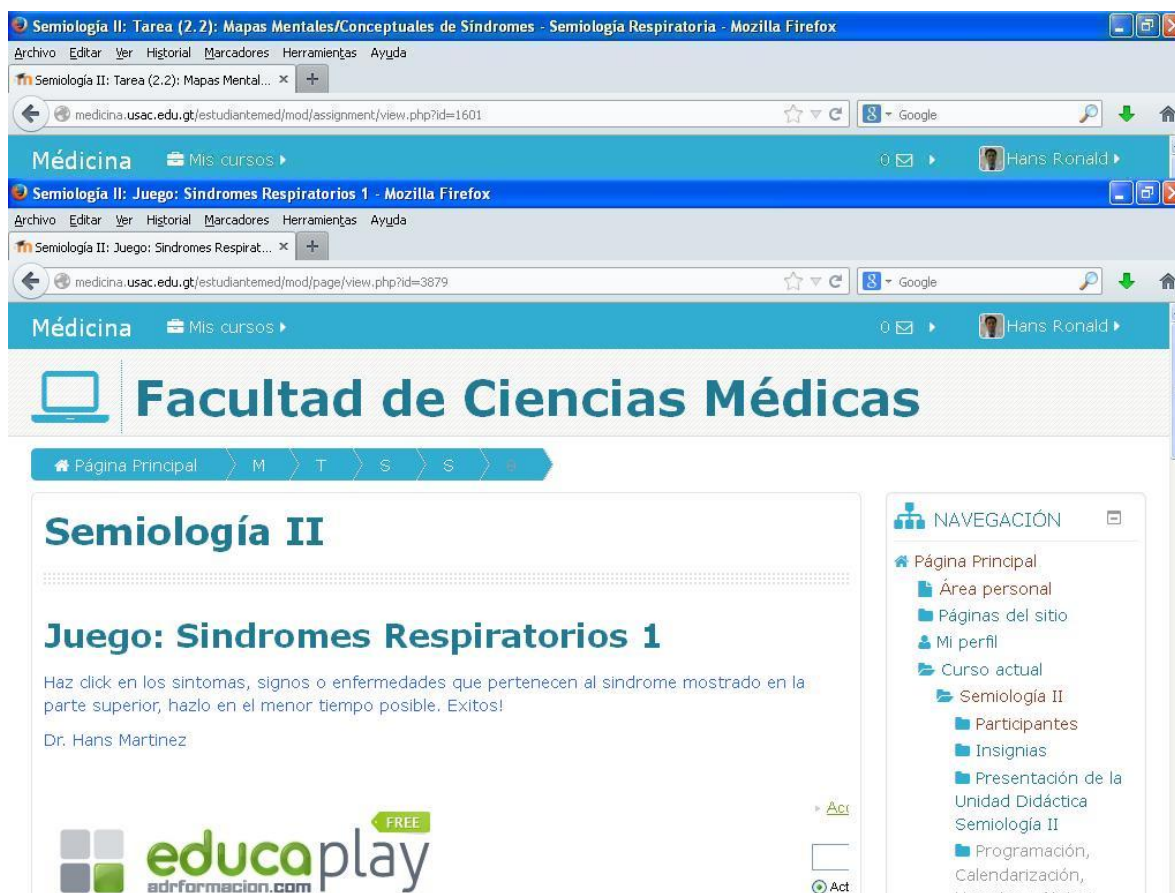 Semiología II: Tarea (2.2): Mapas Mentales/Conceptuales de Síndromes - Semiología Respiratoria - Mozilla Firefox
Archivo Editar Ver Historial Marcadores Herramientas Ayuda
Semiología II: Tarea (2.2): Mapas Mental...
medicina.usac.edu.gt/estudiantemed/mod/assignment/view.php?id=1601
Google
Médicina Mis cursos 0 Hans Ronald
Semiología II: Juego: Sindromes Respiratorios 1 - Mozilla Firefox
Archivo Editar Ver Historial Marcadores Herramientas Ayuda
Semiología II: Juego: Sindromes Respirat...
medicina.usac.edu.gt/estudiantemed/mod/page/view.php?id=3879
Google
Médicina Mis cursos 0 Hans Ronald
Facultad de Ciencias Médicas
Página Principal M T S S e
Semiología II
Juego: Sindromes Respiratorios 1
Haz click en los sintomas, signos o enfermedades que pertenecen al sindrome mostrado en la
parte superior, hazlo en el menor tiempo posible. Exitos!
Dr. Hans Martinez
FREE
educaplay
adrformacion.com
Act
NAVEGACIÓN
Página Principal
Área personal
Páginas del sitio
Mi perfil
Curso actual
Semiología II
Participantes
Insignias
Presentación de la
Unidad Didáctica
Semiología II
Programación,
Calendarización,